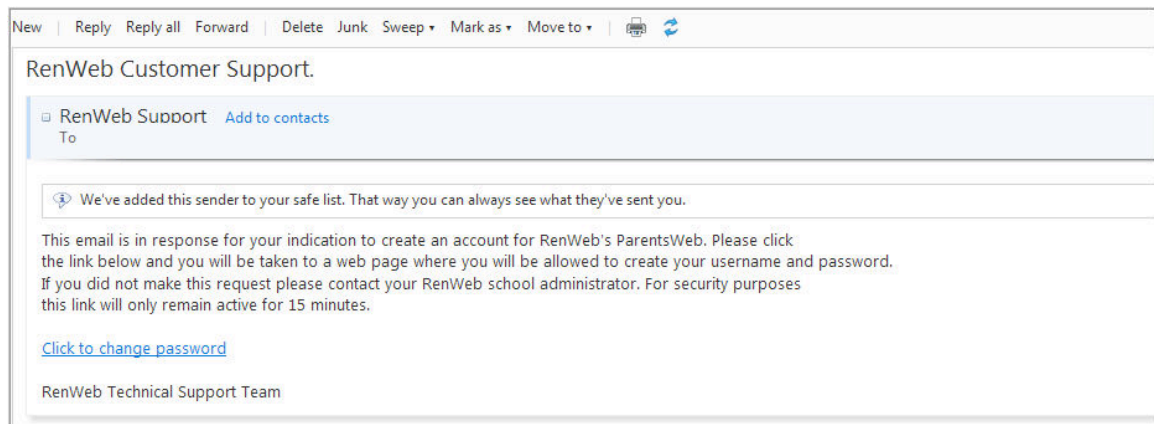 New | Reply Reply all Forward | Delete Junk Sweep Mark as Move to |
RenWeb Customer Support.
RenWeb Support Add to contacts
To
We've added this sender to your safe list. That way you can always see what they've sent you.
This email is in response for your indication to create an account for RenWeb's ParentsWeb. Please click
the link below and you will be taken to a web page where you will be allowed to create your username and password.
If you did not make this request please contact your RenWeb school administrator. For security purposes
this link will only remain active for 15 minutes.
Click to change password
RenWeb Technical Support Team